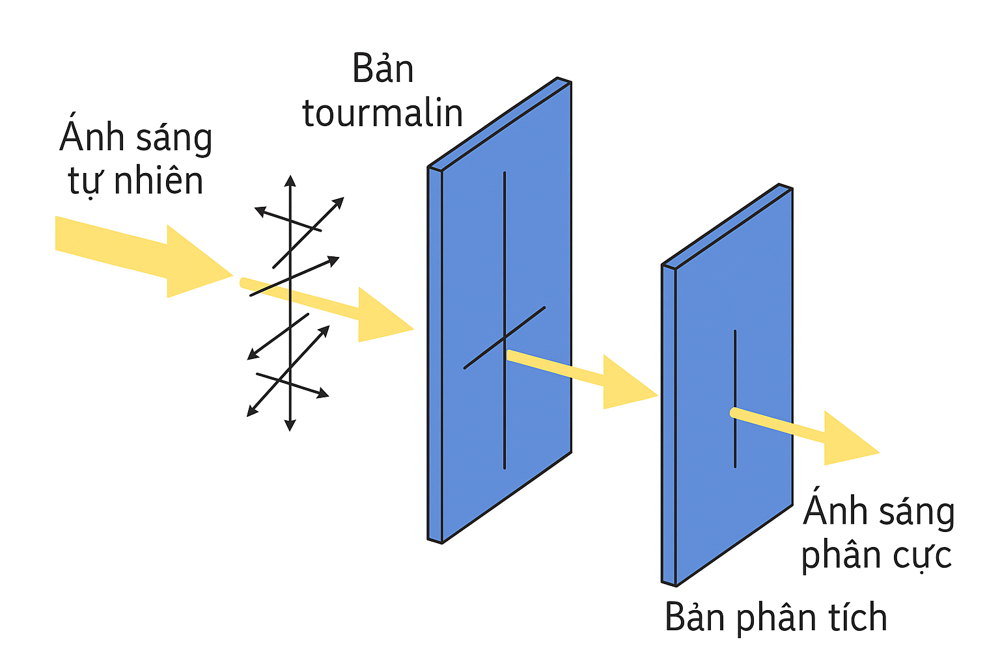 Bản
tourmalin
Ánh sáng
tự nhiên
Ánh sáng
phân cực
Bản phân tích